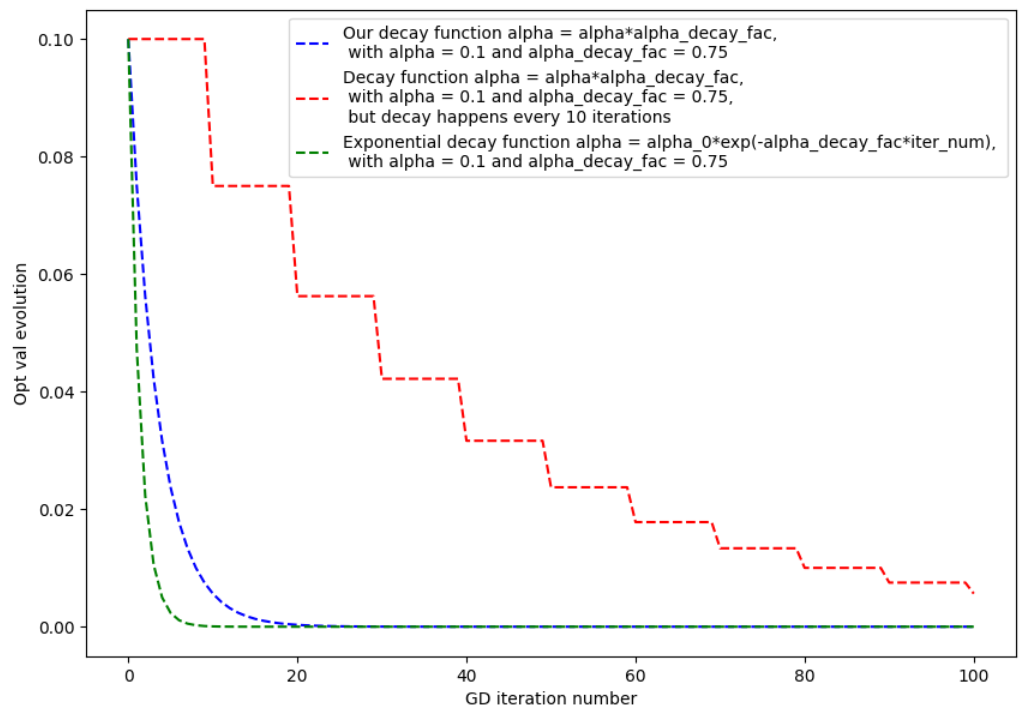 Our decay function alpha = alpha*alpha_decay_fac,
with alpha = 0.1 and alpha_decay_fac = 0.75
Decay function alpha = alpha*alpha_decay_fac,
with alpha = 0.1 and alpha_decay_fac = 0.75,
but decay happens every 10 iterations
Exponential decay function alpha = alpha_0*exp(-alpha_decay_fac*iter_num),
with alpha = 0.1 and alpha_decay_fac = 0.75
Opt val evolution
0.10
0.08
0.06
0.04
0.02
0.00
0
20
40
60
80
100
GD iteration number